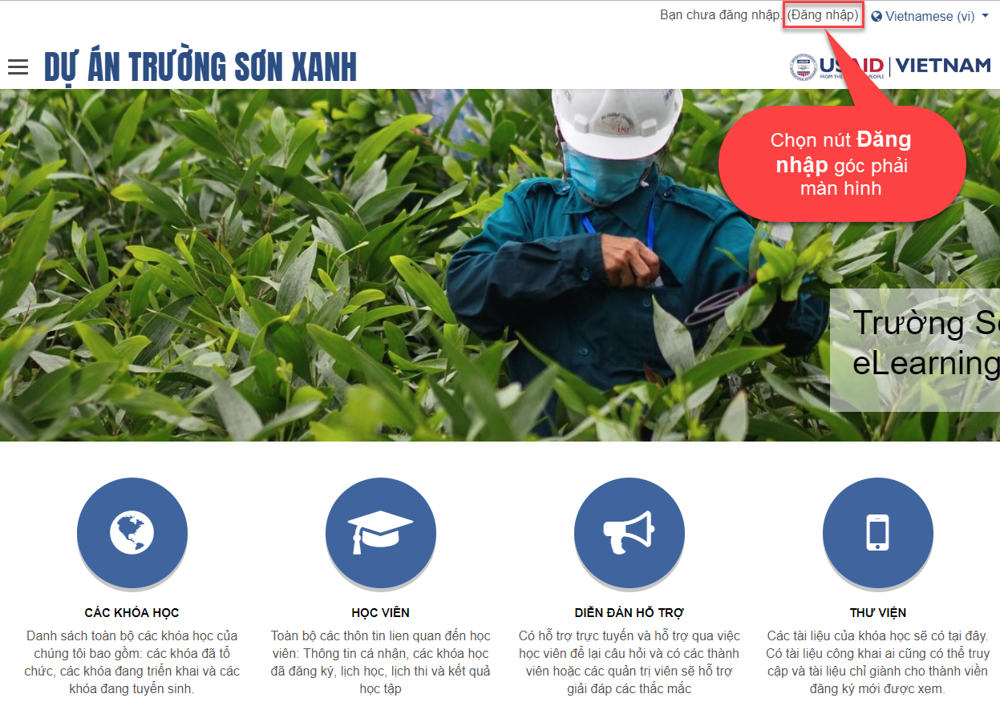 Bạn chưa đăng nhập. (Đăng nhập) Vietnamese (vi)
DỰ ÁN TRƯỜNG SƠN XANH
USAID | VIETNAM
FROM THE PEOPLE
Chọn nút Đăng
nhập góc phải
màn hình
Trường
eLearning
CÁC KHÓA HỌC
Danh sách toàn bộ các khóa học của
chúng tôi bao gồm: các khóa đã tổ
chức, các khóa đang triển khai và các
khóa đang tuyển sinh.
HỌC VIÊN
Toàn bộ các thôn tin lien quan đến học
viên: Thông tin cá nhận, các khóa học
đã đăng ký, lịch học, lịch thi và kết quả
học tập
DIỄN ĐÀN HỖ TRỢ
Có hỗ trợ trực tuyến và hỗ trợ qua việc
học viên để lại câu hỏi và có các thành
viên hoặc các quản trị viên sẽ hỗ trợ
giải đáp các thắc mắc
THƯ VIỆN
Các tài liệu của khóa học sẽ có tại đây.
Có tài liệu công khai ai cũng có thể truy
cập và tài liệu chỉ giành cho thành viên
đăng ký mới được xem.